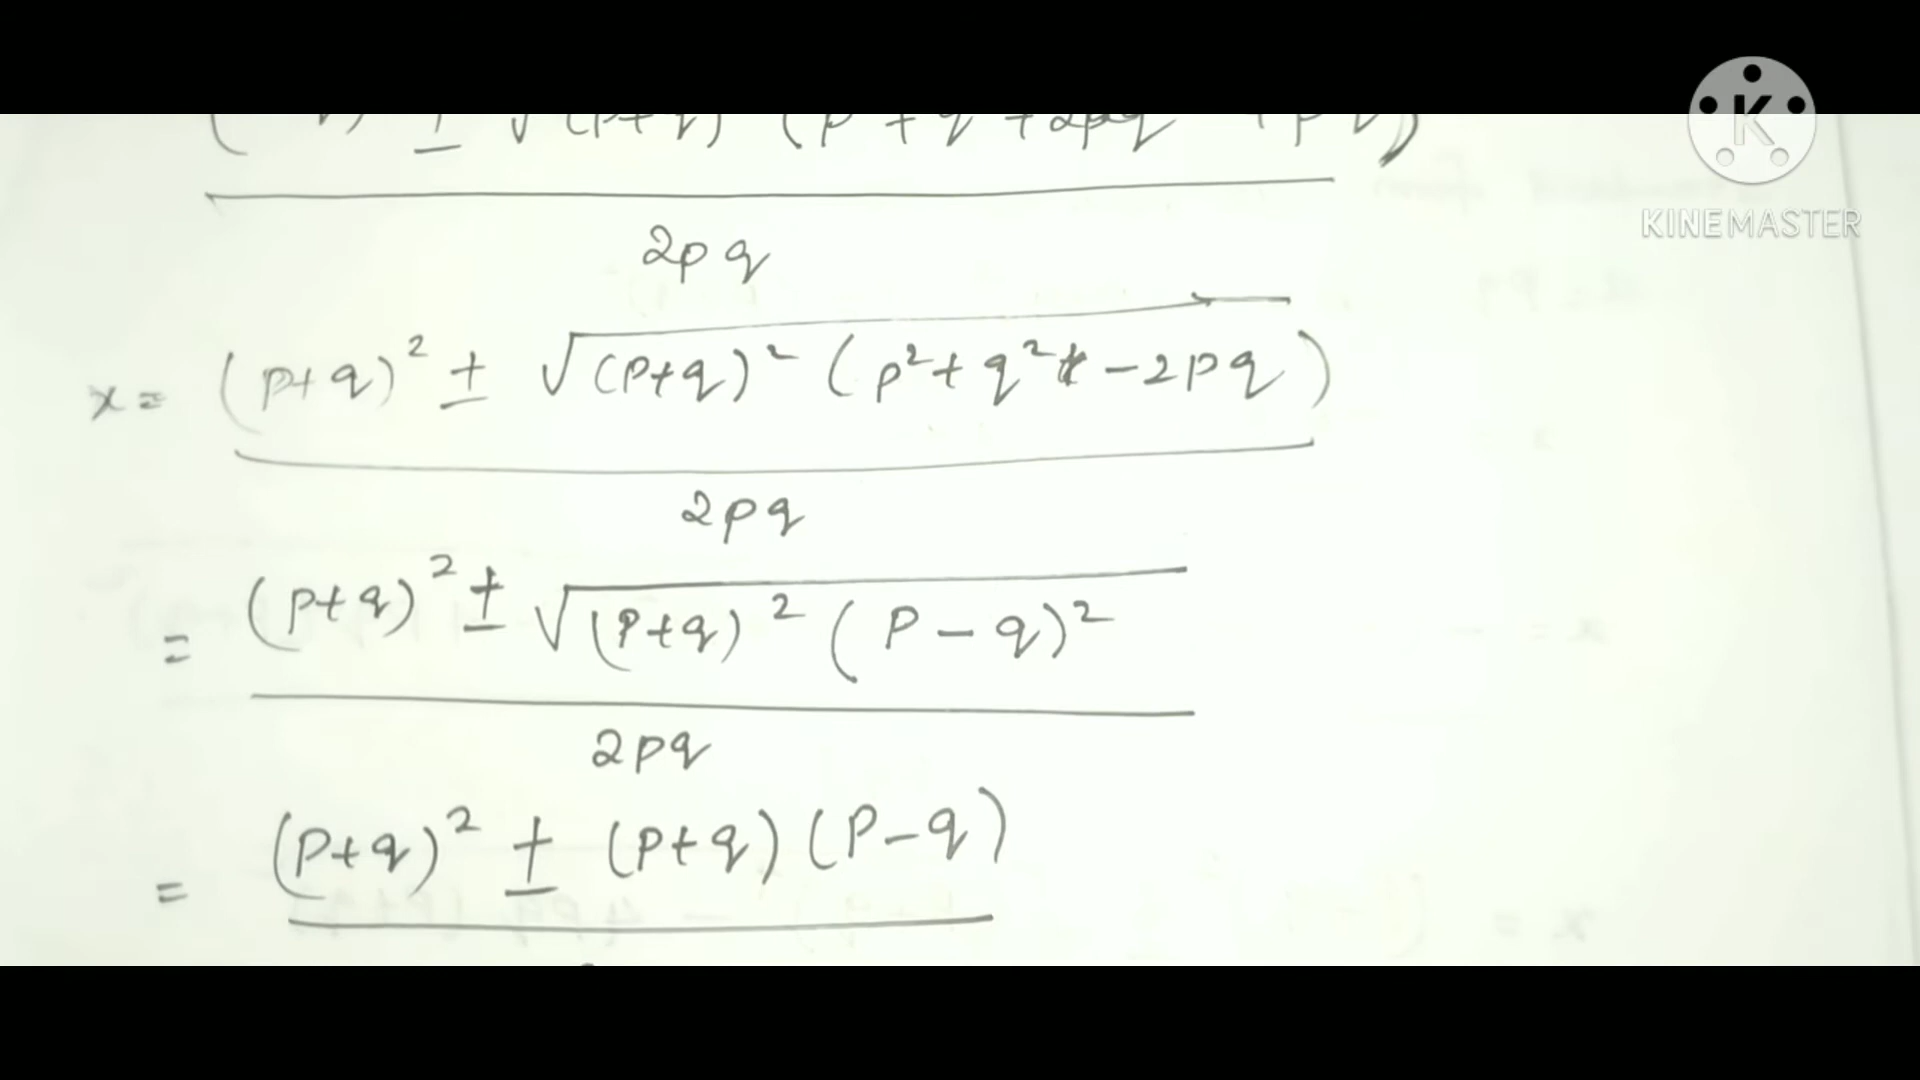 KINEMASTER
2pq
x = (p+q)² ± √(p+q)² (p²+q² -2pq)
2pq
= (p+q)² ± √(p+q)² (p-q)²
2pq
= (p+q)² ± (p+q) (p-q)